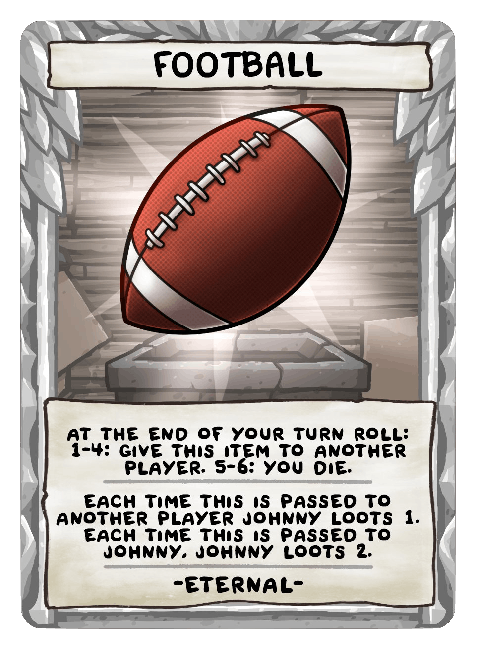 FOOTBALL
AT THE END OF YOUR TURN ROLL:
1-4: GIVE THIS ITEM TO ANOTHER
PLAYER. 5-6: YOU DIE.
EACH TIME THIS IS PASSED TO
ANOTHER PLAYER JOHNNY LOOTS 1.
EACH TIME THIS IS PASSED TO
JOHNNY, JOHNNY LOOTS 2.
-ETERNAL-